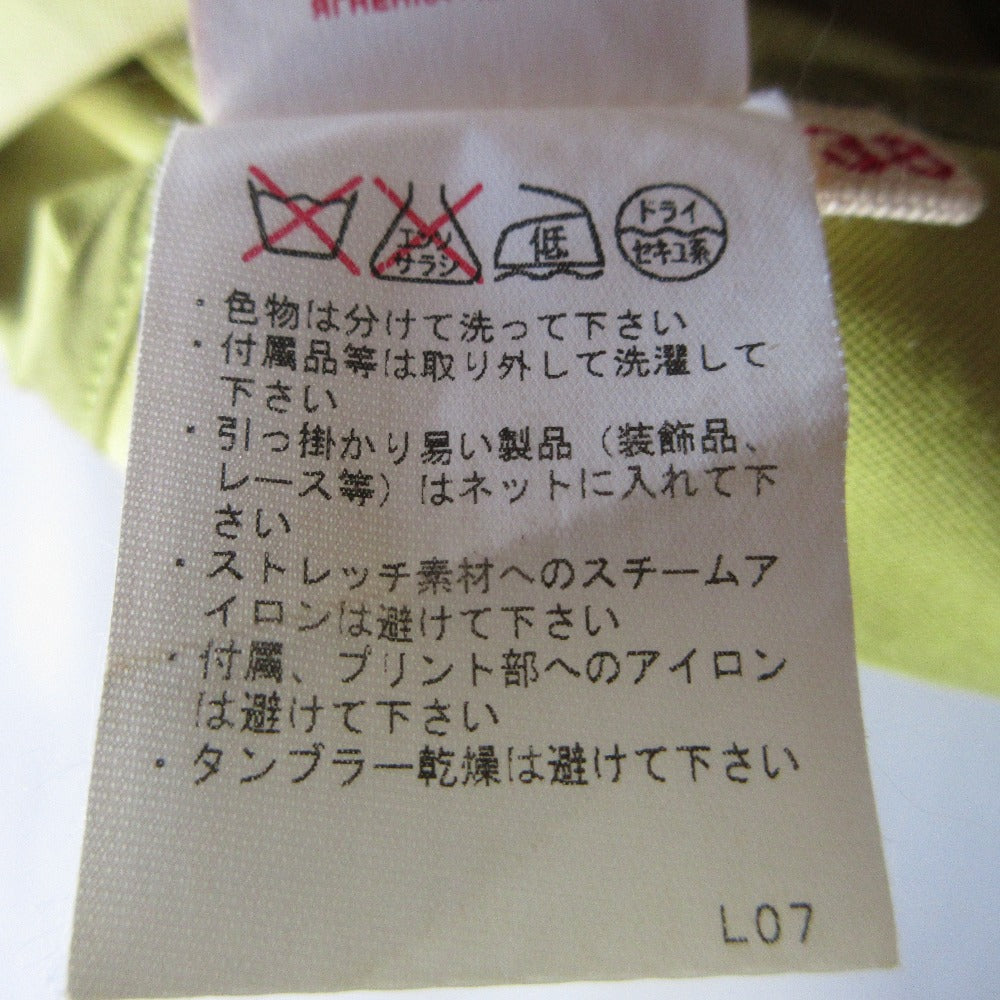 エンソ
サラシ
低
ドライ
セキユ系
・色物は分けて洗って下さい
・付属品等は取り外して洗濯して
下さい
・引っ掛かり易い製品（装飾品、
レース等）はネットに入れて下
さい
・ストレッチ素材へのスチームア
イロンは避けて下さい
・付属、プリント部へのアイロン
は避けて下さい
・タンブラー乾燥は避けて下さい
L07